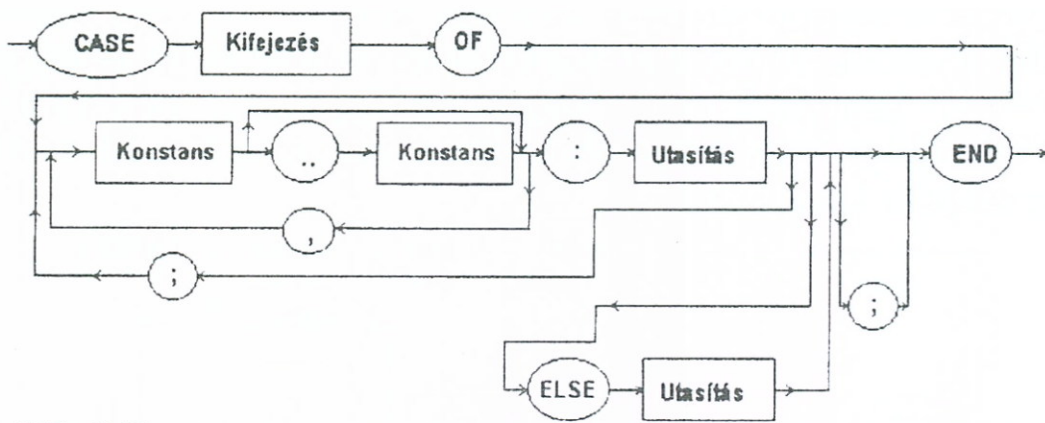 CASE Kifejezés OF
Konstans .. Konstans : Utasítás END
,
;
;
ELSE Utasítás